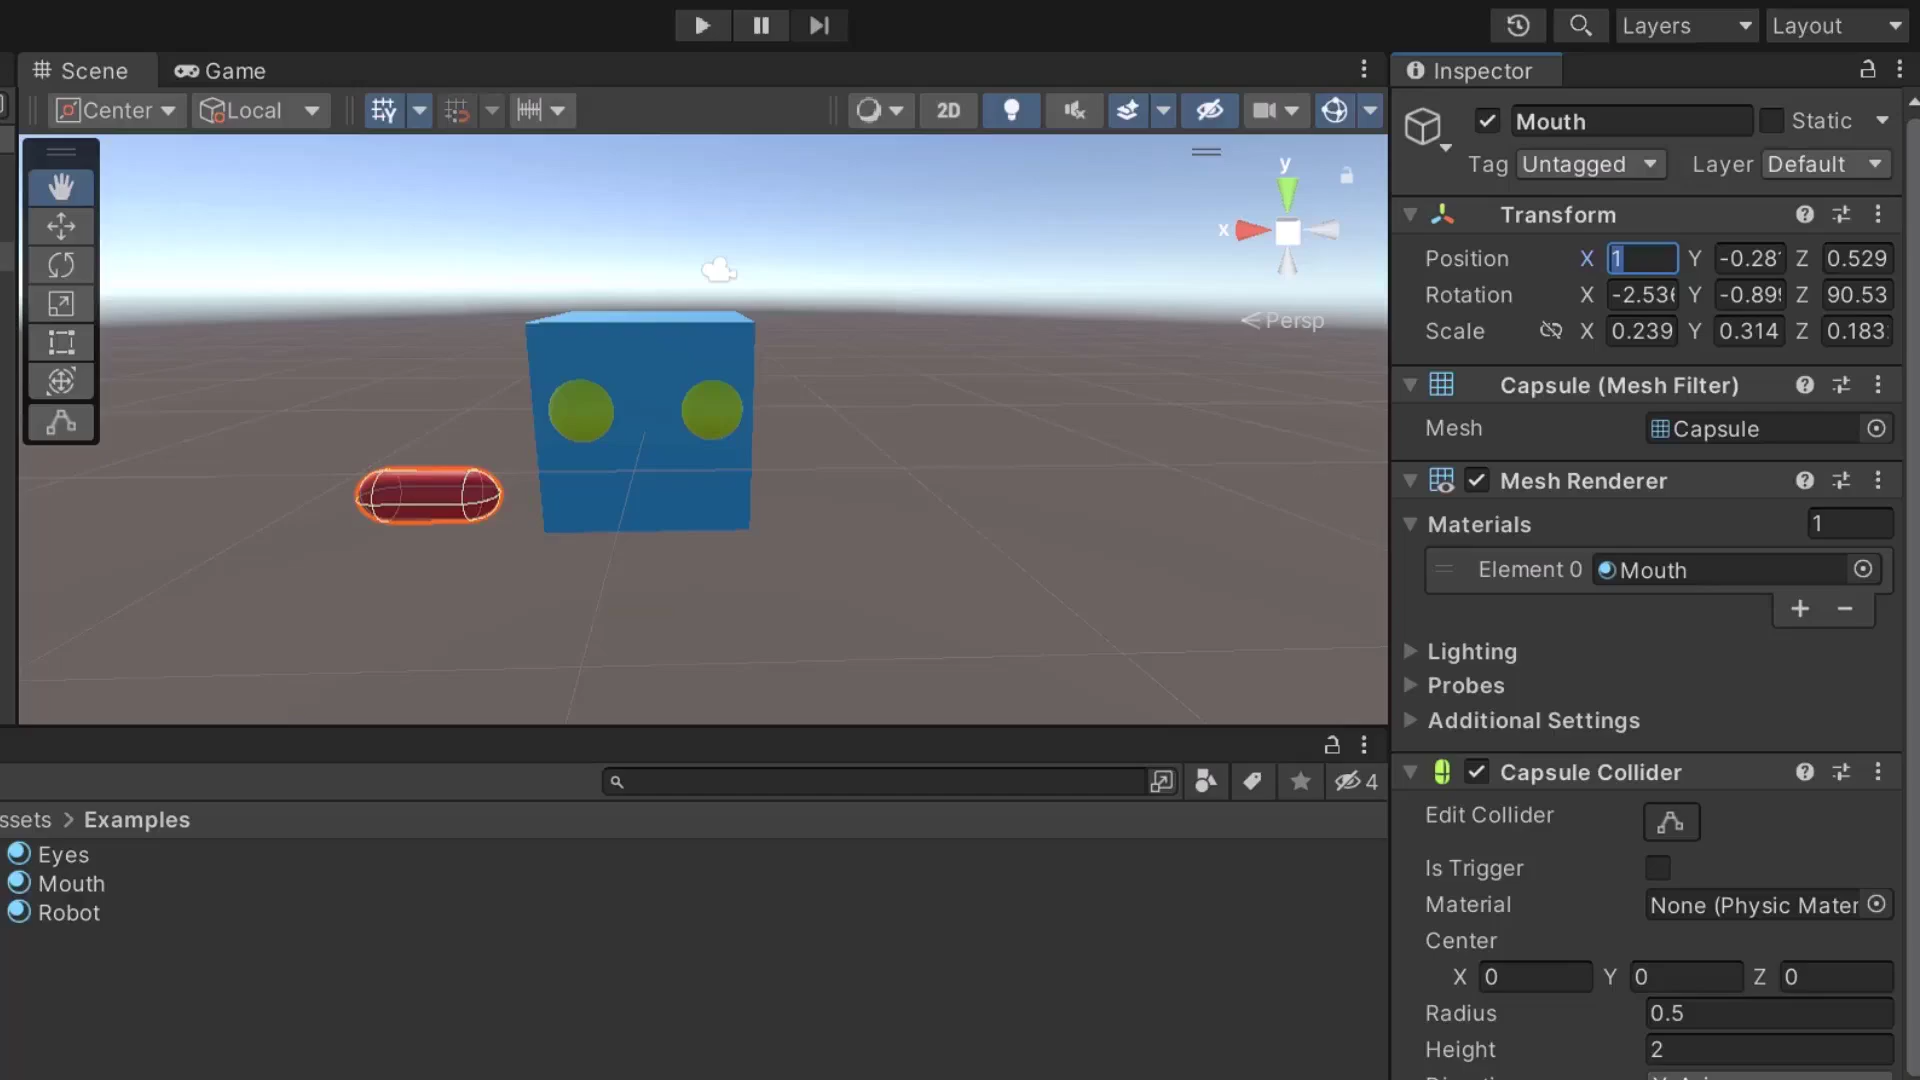 Layers
Layout
Scene
Game
Inspector
Center
Local
2D
Mouth
Static
Tag
Untagged
Layer
Default
y
x
Persp
Transform
Position X 1 Y -0.28 Z 0.529
Rotation X -2.536 Y -0.899 Z 90.53
Scale X 0.239 Y 0.314 Z 0.183
Capsule (Mesh Filter)
Mesh Capsule
Mesh Renderer
Materials 1
Element 0 Mouth
+ −
Lighting
Probes
Additional Settings
4
ssets > Examples
Eyes
Mouth
Robot
Capsule Collider
Edit Collider
Is Trigger
Material None (Physic Mater
Center
X 0 Y 0 Z 0
Radius 0.5
Height 2